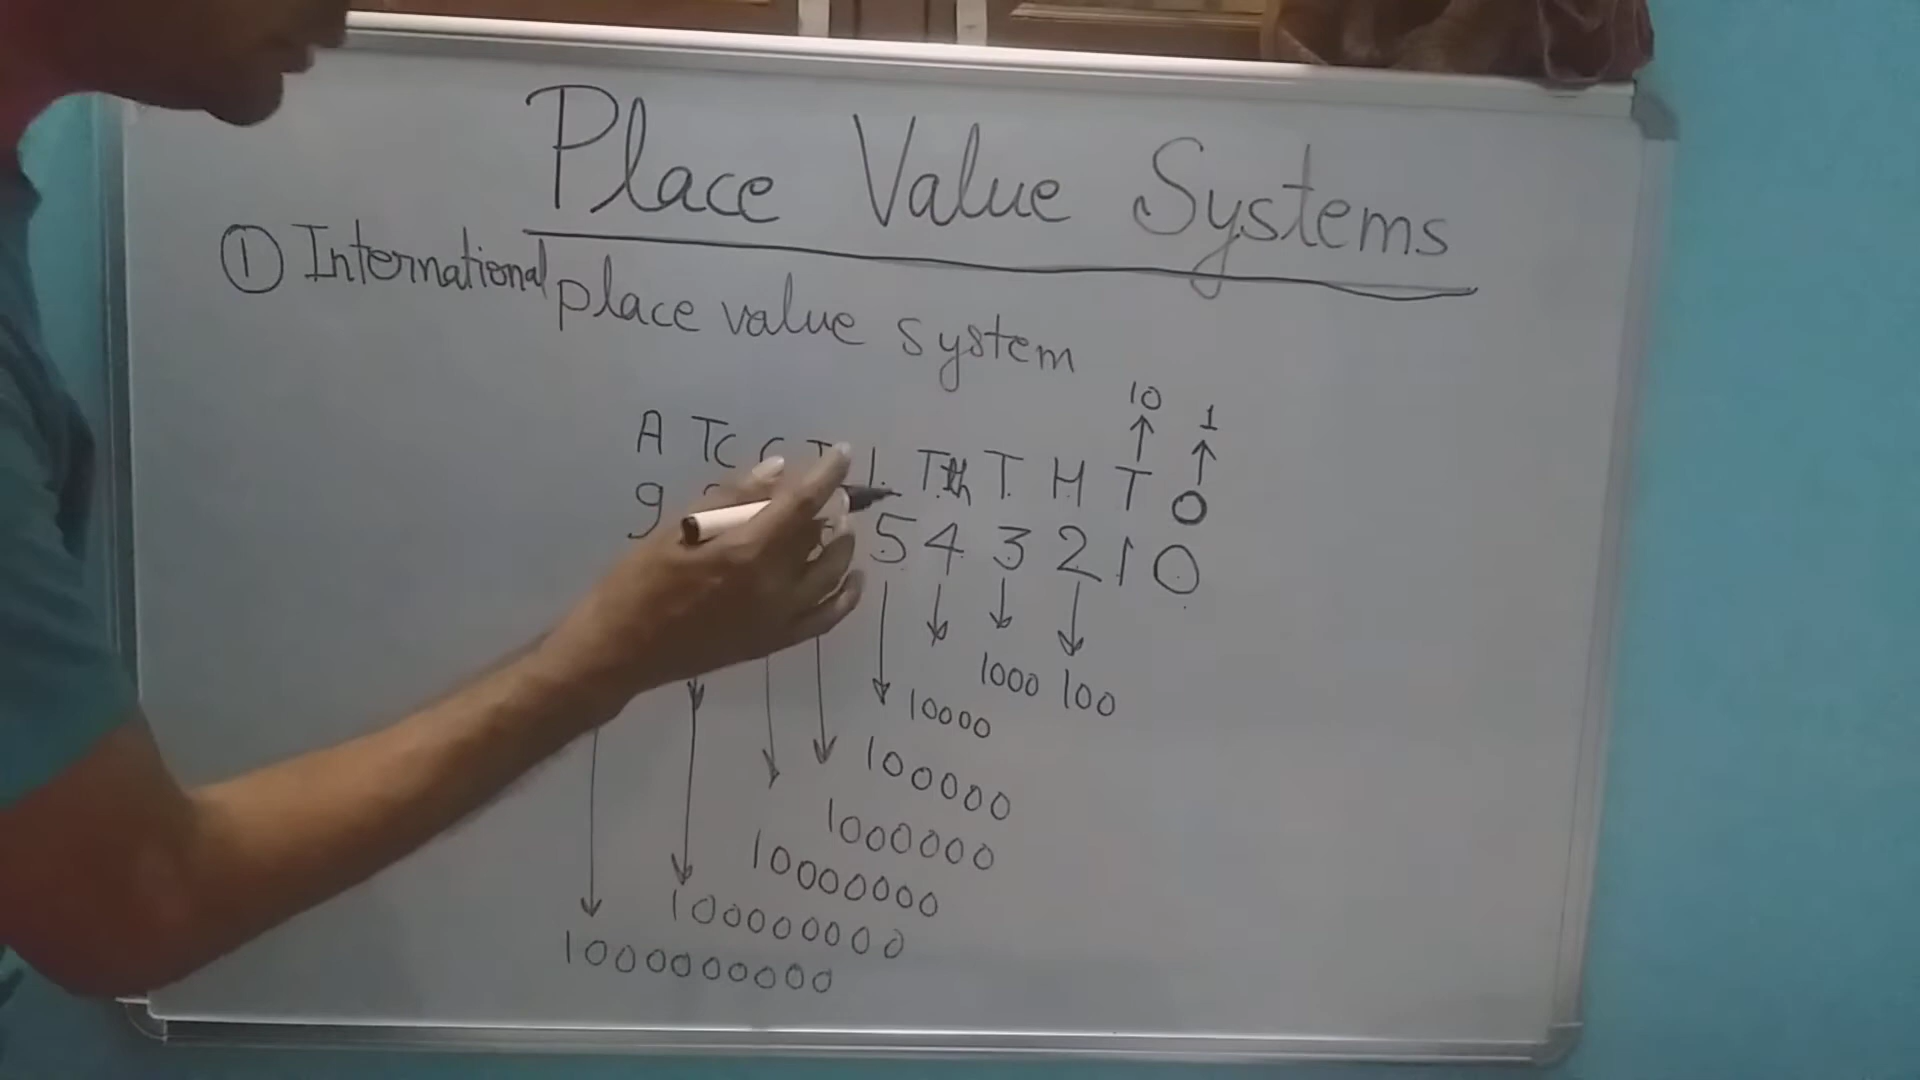 Place Value Systems
① International place value system
10 1
A TC L Tth T H T O
9 5 4 3 2 1 0
1000 100
10000
100000
1000000
10000000
100000000
1000000000